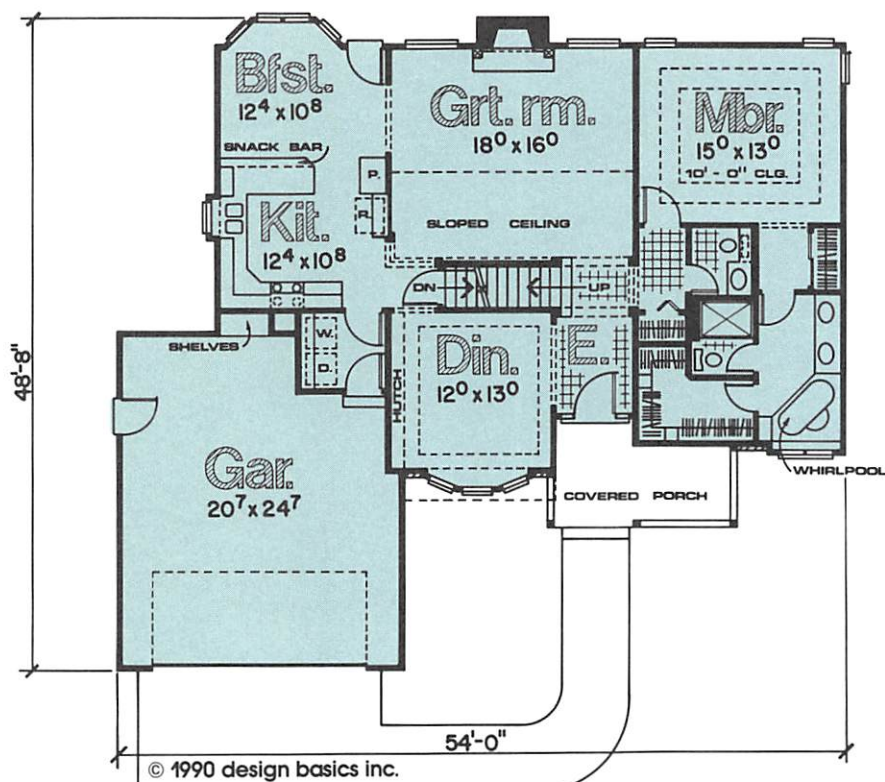 Bfst.
12⁴ x 10⁸
SNACK BAR
Grt. rm.
18⁰ x 16⁰
SLOPED CEILING
Mbr.
15⁰ x 13⁰
10' - 0" CLG.
P.
R.
Kit.
12⁴ x 10⁸
DN
UP
SHELVES
W.
D.
HUTCH
Din.
12⁰ x 13⁰
E.
WHIRLPOOL
COVERED PORCH
Gar.
20⁷ x 24⁷
48'-8"
54'-0"
© 1990 design basics inc.